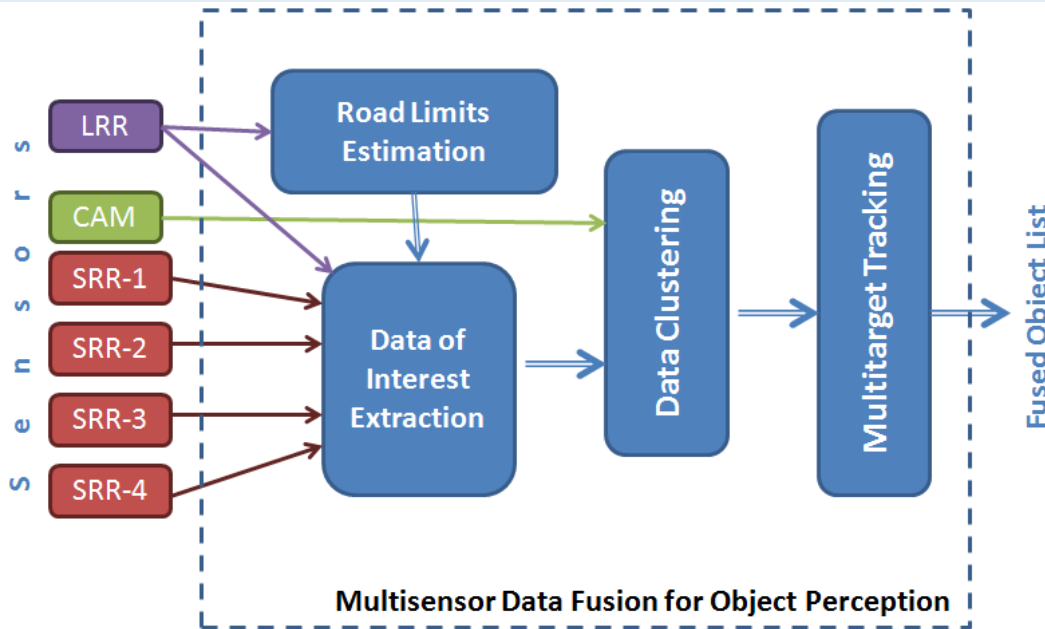 Sensors
LRR
CAM
SRR-1
SRR-2
SRR-3
SRR-4
Road Limits
Estimation
Data of
Interest
Extraction
Data Clustering
Multitarget Tracking
Fused Object List
Multisensor Data Fusion for Object Perception